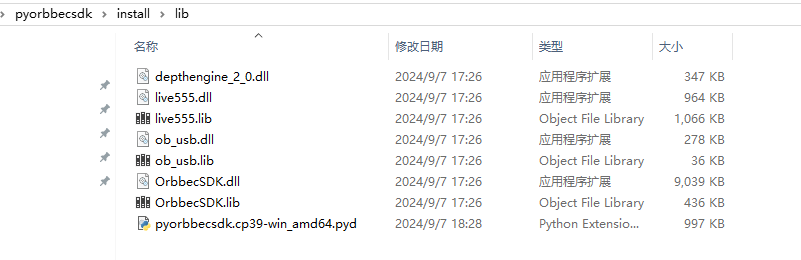 pyorbbecsdk > install > lib
名称 修改日期 类型 大小
depthengine_2_0.dll 2024/9/7 17:26 应用程序扩展 347 KB
live555.dll 2024/9/7 17:26 应用程序扩展 964 KB
live555.lib 2024/9/7 17:26 Object File Library 1,066 KB
ob_usb.dll 2024/9/7 17:26 应用程序扩展 278 KB
ob_usb.lib 2024/9/7 17:26 Object File Library 36 KB
OrbbecSDK.dll 2024/9/7 17:26 应用程序扩展 9,039 KB
OrbbecSDK.lib 2024/9/7 17:26 Object File Library 436 KB
pyorbbecsdk.cp39-win_amd64.pyd 2024/9/7 18:28 Python Extensio... 997 KB